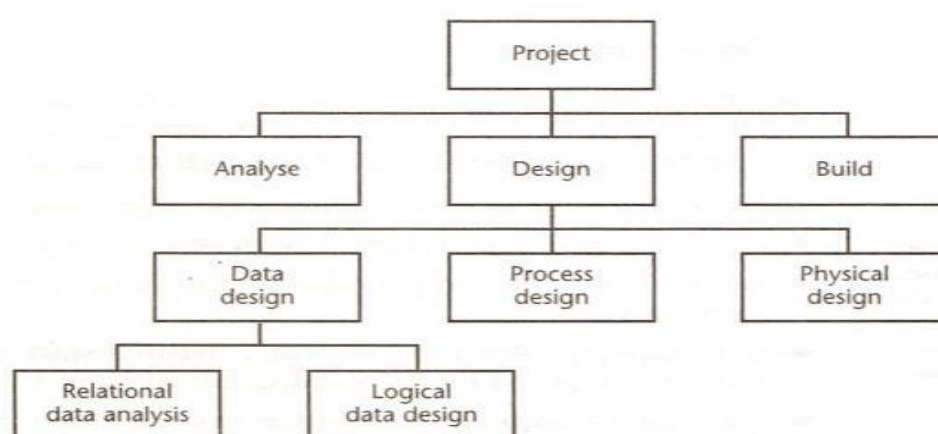 Project
Analyse
Design
Build
Data
design
Process
design
Physical
design
Relational
data analysis
Logical
data design